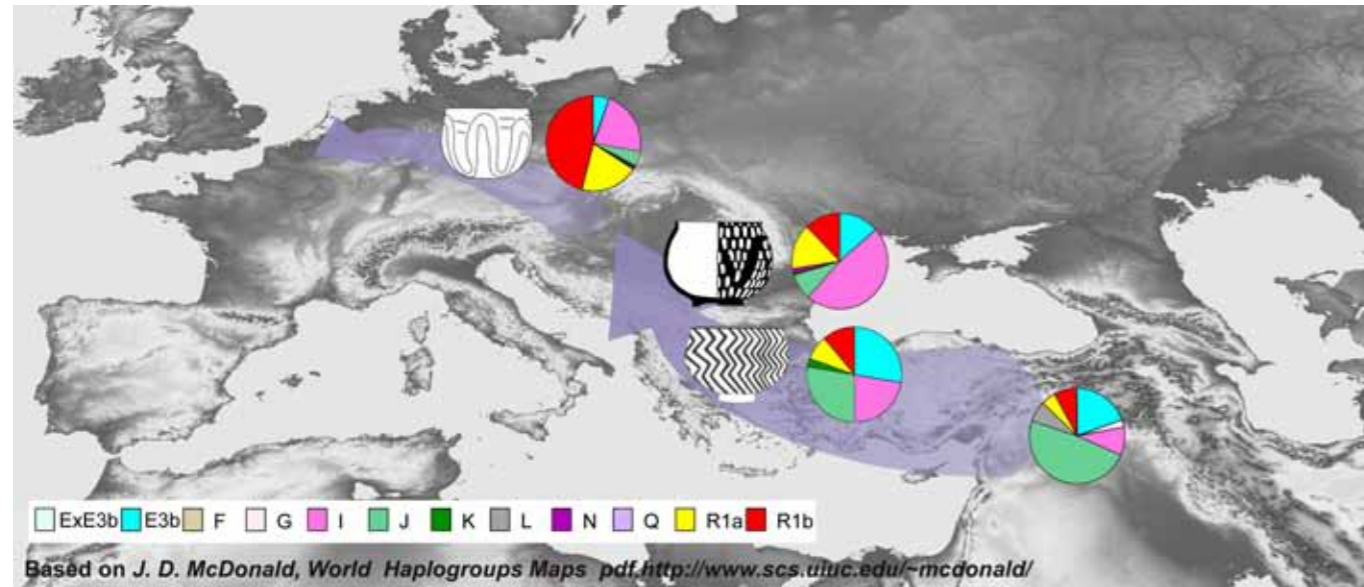 ExE3b E3b F G I J K L N Q R1a R1b
Based on J. D. McDonald, World Haplogroups Maps pdf.http://www.scs.uiuc.edu/~mcdonald/